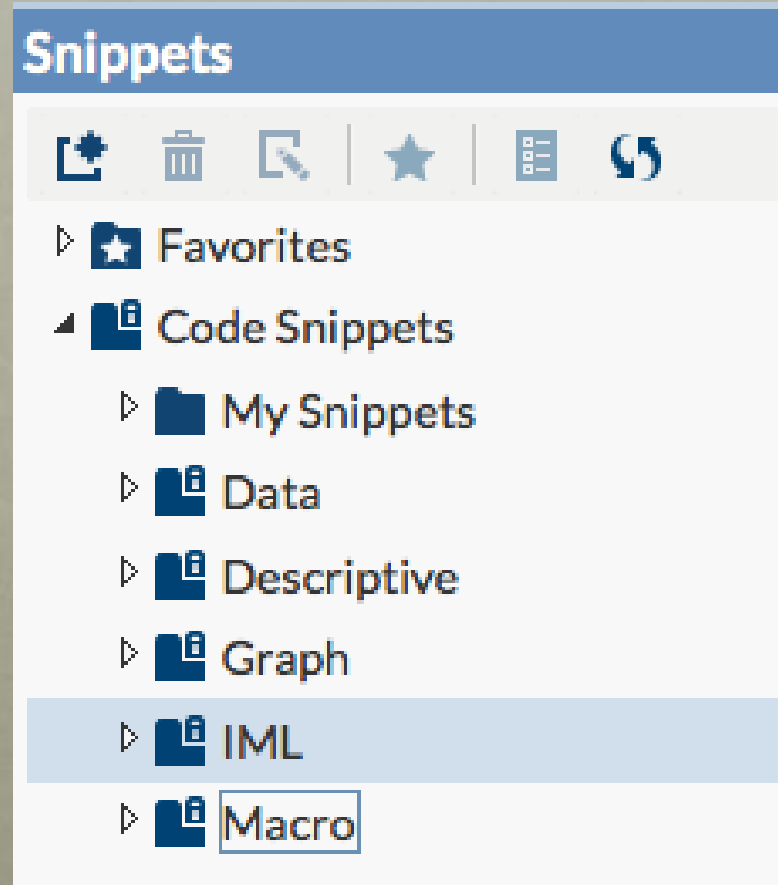 Snippets
Favorites
Code Snippets
My Snippets
Data
Descriptive
Graph
IML
Macro